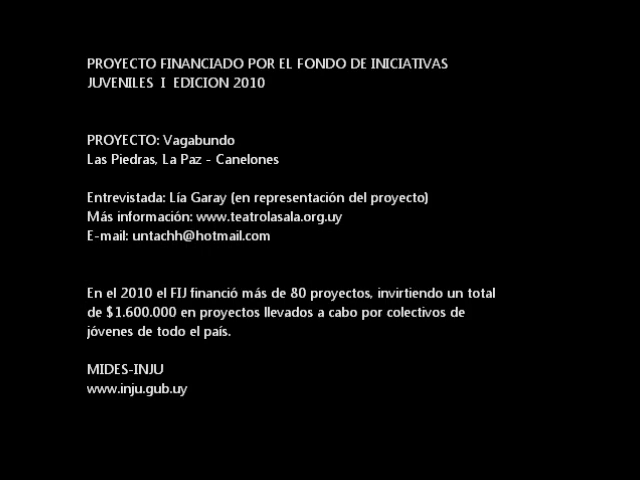 PROYECTO FINANCIADO POR EL FONDO DE INICIATIVAS
JUVENILES  I  EDICION 2010
PROYECTO: Vagabundo
Las Piedras, La Paz - Canelones
Entrevistada: Lía Garay (en representación del proyecto)
Más información: www.teatrolasala.org.uy
E-mail: untachh@hotmail.com
En el 2010 el FIJ financió más de 80 proyectos, invirtiendo un total
de $1.600.000 en proyectos llevados a cabo por colectivos de
jóvenes de todo el país.
MIDES-INJU
www.inju.gub.uy